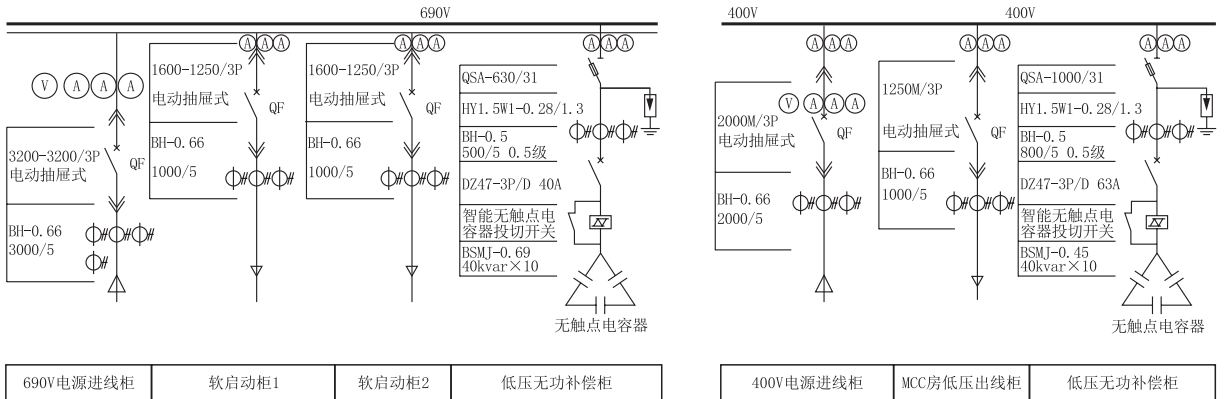 690V
400V
400V
A A A
A A A
A A A
A A A
A A A
A A A
V A A A
3200-3200/3P
电动抽屉式
QF
BH-0.66
3000/5
1600-1250/3P
电动抽屉式
QF
BH-0.66
1000/5
1600-1250/3P
电动抽屉式
QF
BH-0.66
1000/5
QSA-630/31
HY1.5W1-0.28/1.3
BH-0.5
500/5 0.5级
DZ47-3P/D 40A
智能无触点电
容器投切开关
BSMJ-0.69
40kvar×10
无触点电容器
V A A A
2000M/3P
电动抽屉式
QF
BH-0.66
2000/5
1250M/3P
电动抽屉式
QF
BH-0.66
1000/5
QSA-1000/31
HY1.5W1-0.28/1.3
BH-0.5
800/5 0.5级
DZ47-3P/D 63A
智能无触点电
容器投切开关
BSMJ-0.45
40kvar×10
无触点电容器
690V电源进线柜
软启动柜1
软启动柜2
低压无功补偿柜
400V电源进线柜
MCC房低压出线柜
低压无功补偿柜